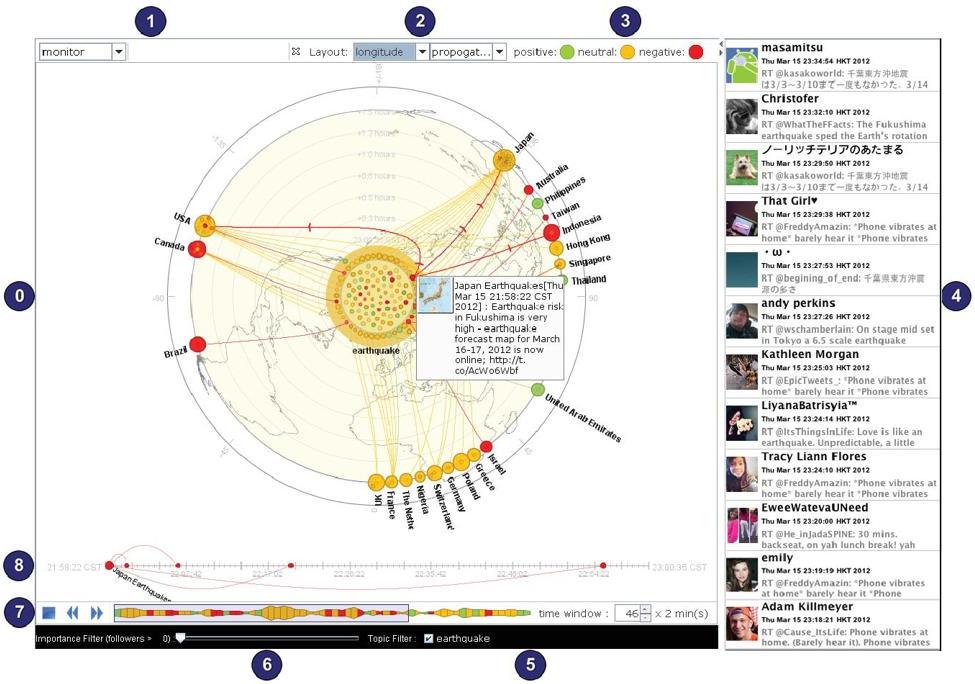 1
2
3
monitor
Layout:
longitude
propogat...
positive:
neutral:
negative:
+1.3 hours
+1.0 hours
+0.8 hours
+0.5 hours
+0.3 hours
-135
-90
-45
0
45
90
Japan
Australia
Philippines
Taiwan
Indonesia
Hong Kong
Singapore
Thailand
United Arab Emirates
Israel
Greece
Poland
Germany
Switzerland
Nigeria
The Nethe
France
UK
Brazil
Canada
USA
earthquake
Japan Earthquakes[Thu
Mar 15 21:58:22 CST
2012] : Earthquake risk
in Fukushima is very
high - earthquake
forecast map for March
16-17, 2012 is now
online; http://t.
co/AcWo6Wbf
0
4
masamitsu
Thu Mar 15 23:34:54 HKT 2012
RT @kasakoworld: 千葉東方沖地震
は3/3~3/10まで一度もなかった。3/14
Christofer
Thu Mar 15 23:32:10 HKT 2012
RT @WhatTheFFacts: The Fukushima
earthquake sped the Earth's rotation
ノーリッチテリアのあたまる
Thu Mar 15 23:29:50 HKT 2012
RT @kasakoworld: 千葉東方沖地震
は3/3~3/10まで一度もなかった。3/14
That Girl♥
Thu Mar 15 23:29:38 HKT 2012
RT @FreddyAmazin: *Phone vibrates at
home* barely hear it *Phone vibrates
・ω・
Thu Mar 15 23:27:53 HKT 2012
RT @begining_of_end: 千葉県東方沖震
源の多さ
andy perkins
Thu Mar 15 23:27:26 HKT 2012
RT @wschamberlain: On stage mid set
in Tokyo a 6.5 scale earthquake
Kathleen Morgan
Thu Mar 15 23:25:03 HKT 2012
RT @EpicTweets_: *Phone vibrates at
home* barely hear it *Phone vibrates
LiyanaBatrisyia™
Thu Mar 15 23:24:14 HKT 2012
RT @ItsThingsInLife: Love is like an
earthquake. Unpredictable, a little
Tracy Liann Flores
Thu Mar 15 23:24:10 HKT 2012
RT @FreddyAmazin: *Phone vibrates at
home* barely hear it *Phone vibrates
EweeWatevaUNeed
Thu Mar 15 23:20:00 HKT 2012
RT @He_inJadaSPINE: 30 mins.
backseat, on yah lunch break! yah
emily
Thu Mar 15 23:19:19 HKT 2012
RT @FreddyAmazin: *Phone vibrates
at home* barely hear it *Phone
Adam Killmeyer
Thu Mar 15 23:18:21 HKT 2012
RT @Cause_ItsLife: Phone vibrates at
home. (Barely hear it). Phone vibrates
8
21:58:22 CST
Japan Earthquakes
22:07:42
22:17:02
22:26:22
22:35:42
22:45:02
22:54:22
23:00:36 CST
7
time window :
46
x 2 min(s)
Importance Filter (followers >
0)
Topic Filter :
earthquake
6
5